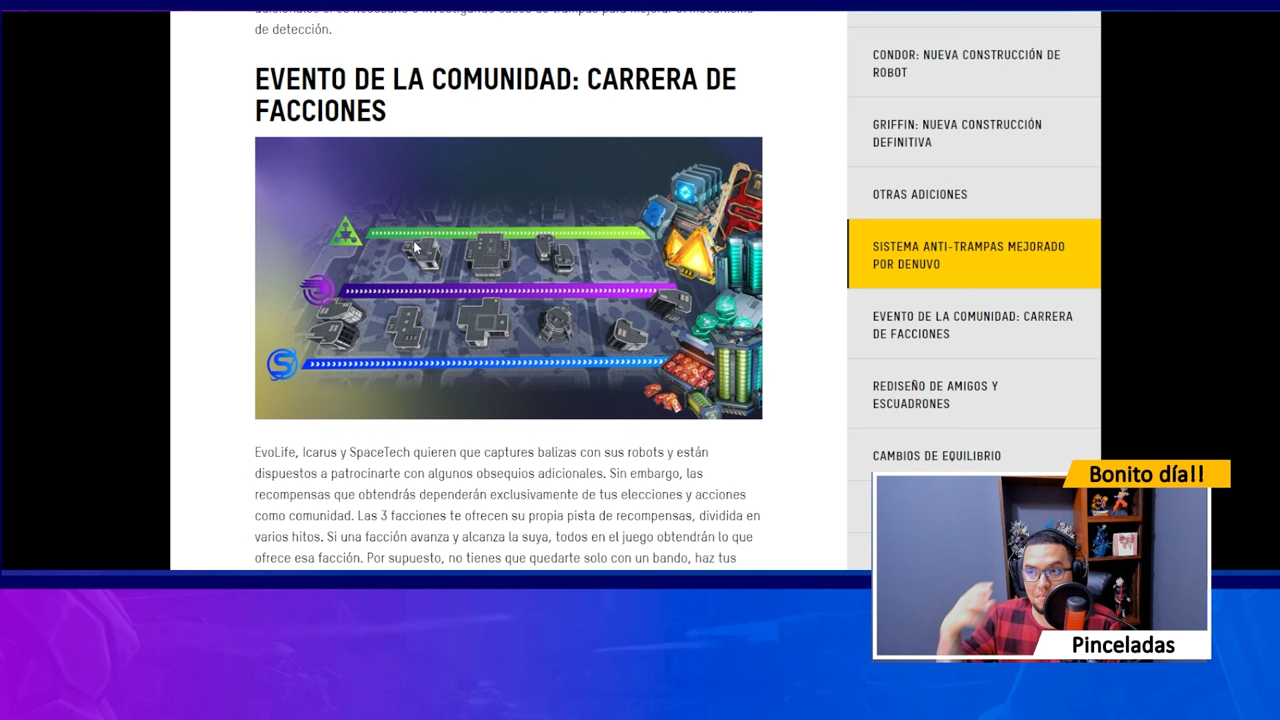 de detección.
EVENTO DE LA COMUNIDAD: CARRERA DE
FACCIONES
EvoLife, Icarus y SpaceTech quieren que captures balizas con sus robots y están
dispuestos a patrocinarte con algunos obsequios adicionales. Sin embargo, las
recompensas que obtendrás dependerán exclusivamente de tus elecciones y acciones
como comunidad. Las 3 facciones te ofrecen su propia pista de recompensas, dividida en
varios hitos. Si una facción avanza y alcanza la suya, todos en el juego obtendrán lo que
ofrece esa facción. Por supuesto, no tienes que quedarte solo con un bando, haz tus
CONDOR: NUEVA CONSTRUCCIÓN DE
ROBOT
GRIFFIN: NUEVA CONSTRUCCIÓN
DEFINITIVA
OTRAS ADICIONES
SISTEMA ANTI-TRAMPAS MEJORADO
POR DENUVO
EVENTO DE LA COMUNIDAD: CARRERA
DE FACCIONES
REDISEÑO DE AMIGOS Y
ESCUADRONES
CAMBIOS DE EQUILIBRIO
Bonito día!!
Pinceladas